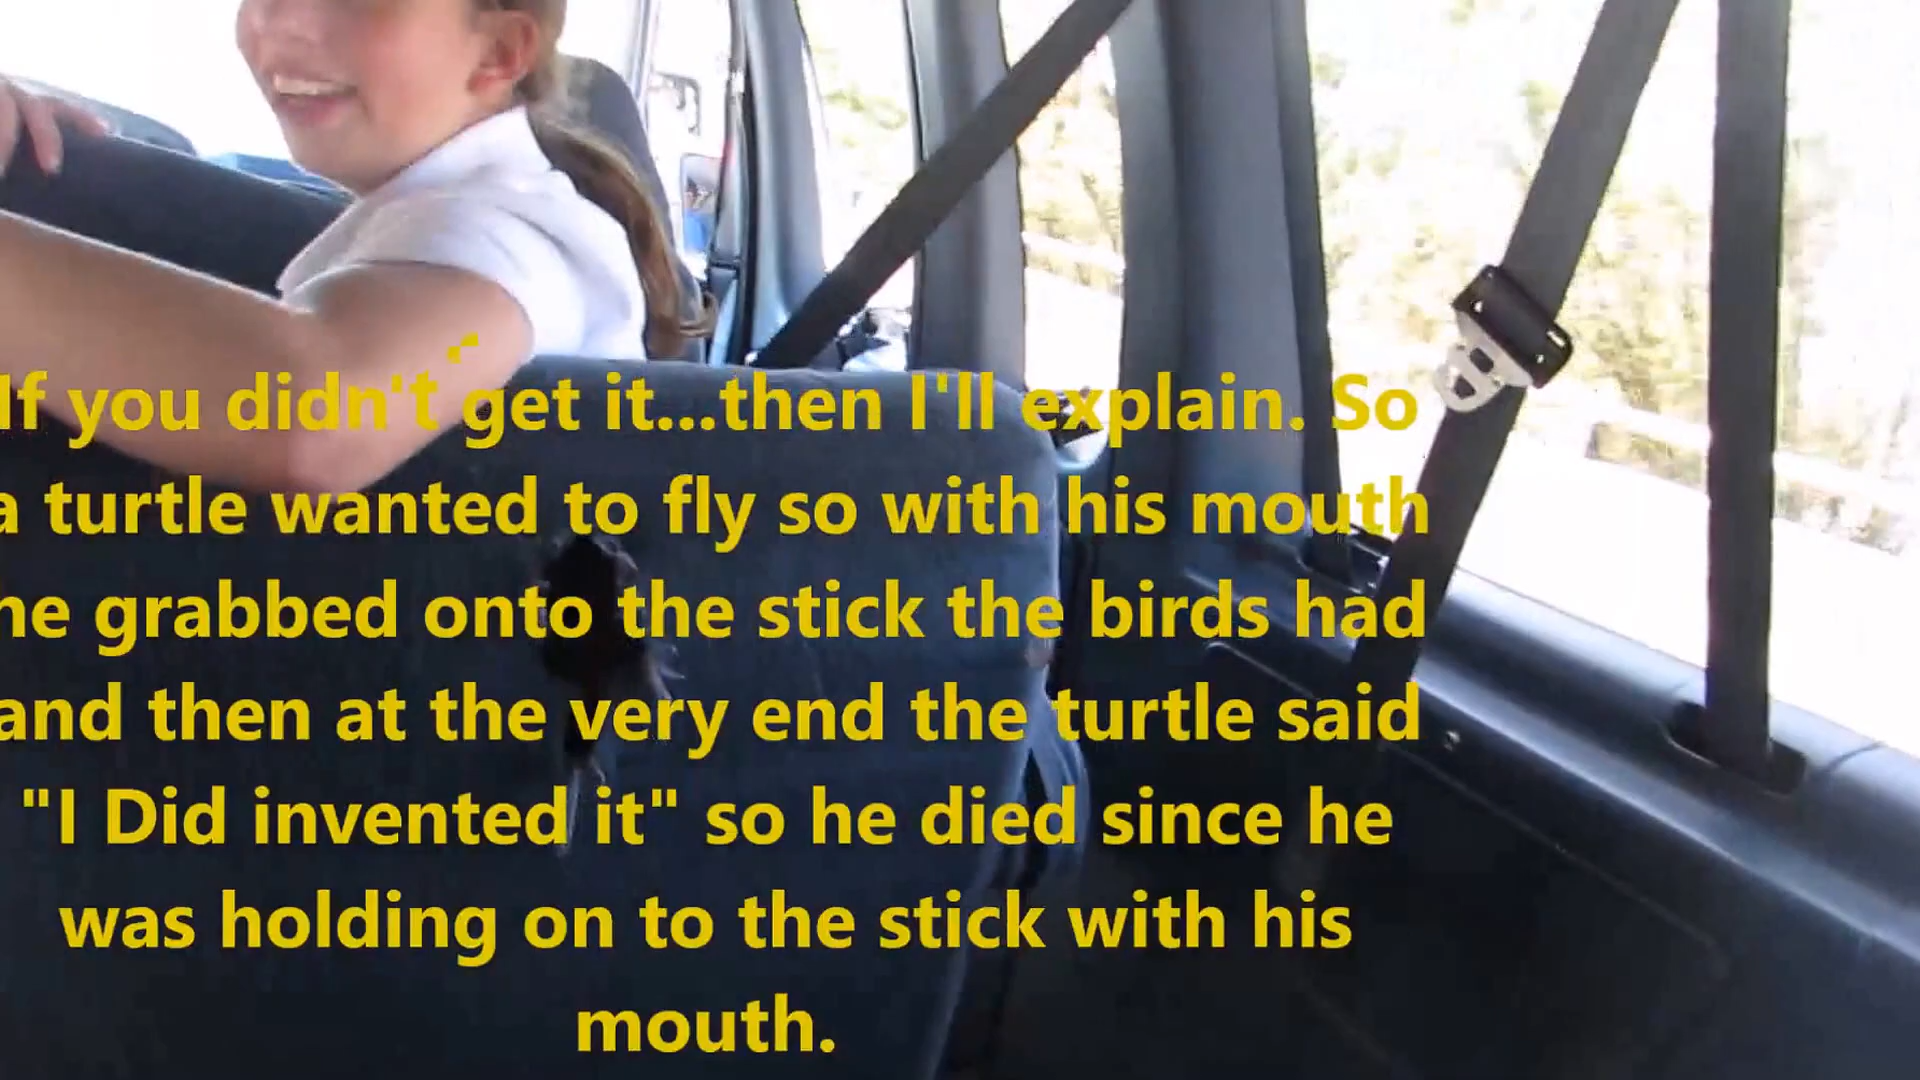 If you didn't get it...then I'll explain. So
a turtle wanted to fly so with his mouth
he grabbed onto the stick the birds had
and then at the very end the turtle said
"I Did invented it" so he died since he
was holding on to the stick with his
mouth.